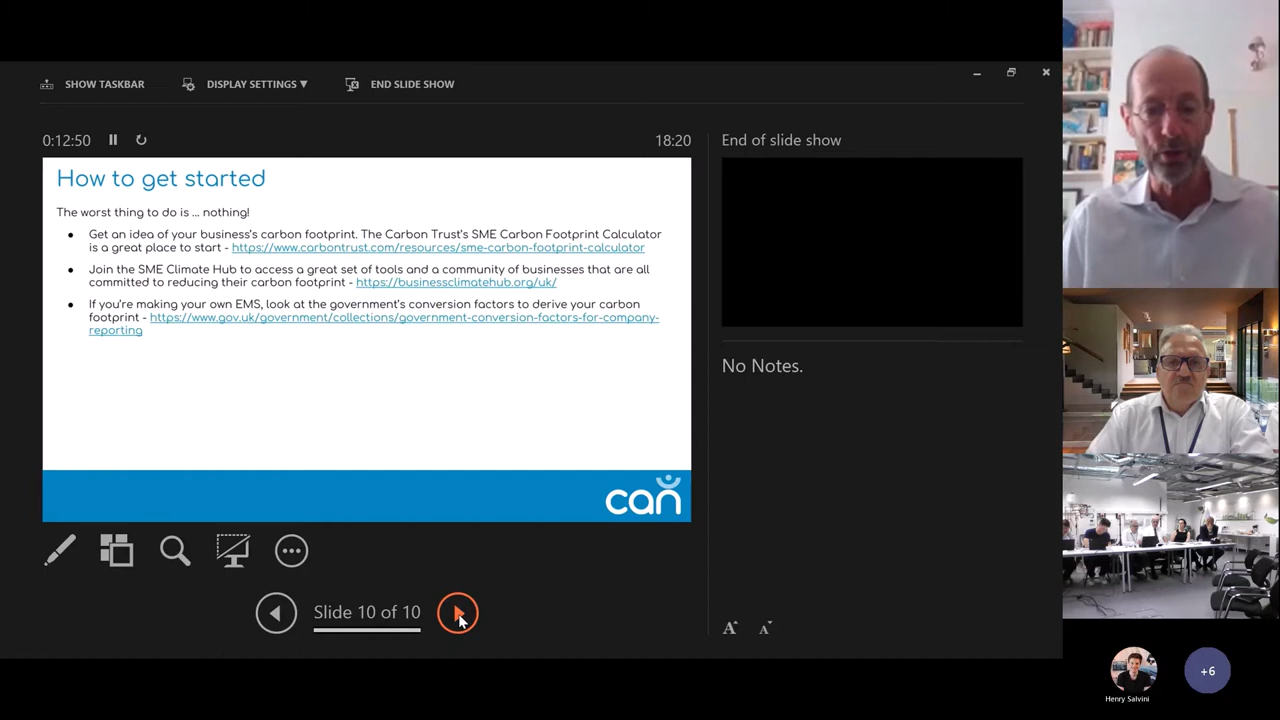 SHOW TASKBAR
DISPLAY SETTINGS ▼
END SLIDE SHOW
0:12:50
18:20
End of slide show
How to get started
The worst thing to do is ... nothing!
● Get an idea of your business's carbon footprint. The Carbon Trust's SME Carbon Footprint Calculator
is a great place to start - https://www.carbontrust.com/resources/sme-carbon-footprint-calculator
● Join the SME Climate Hub to access a great set of tools and a community of businesses that are all
committed to reducing their carbon footprint - https://businessclimatehub.org/uk/
● If you're making your own EMS, look at the government's conversion factors to derive your carbon
footprint - https://www.gov.uk/government/collections/government-conversion-factors-for-company-
reporting
can
No Notes.
Slide 10 of 10
A A
Henry Salvini
+6